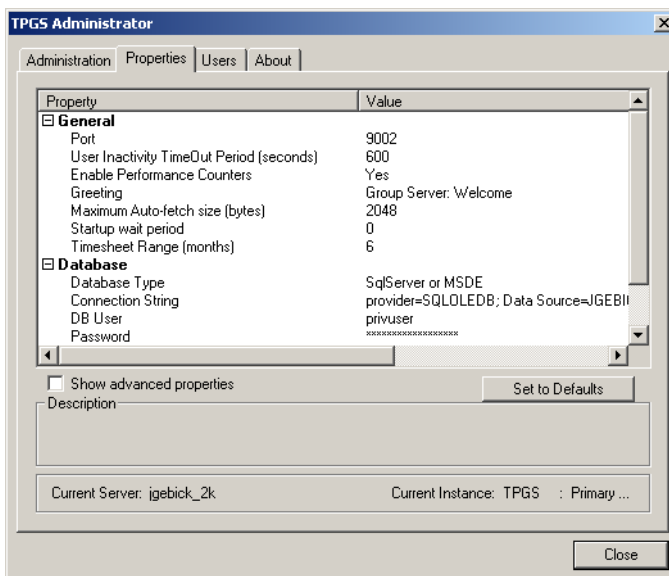 TPGS Administrator
Administration Properties Users About
Property Value
General
Port 9002
User Inactivity TimeOut Period (seconds) 600
Enable Performance Counters Yes
Greeting Group Server: Welcome
Maximum Auto-fetch size (bytes) 2048
Startup wait period 0
Timesheet Range (months) 6
Database
Database Type SqlServer or MSDE
Connection String provider=SQLOLEDB; Data Source=JGEBI
DB User privuser
Password ******************
Show advanced properties Set to Defaults
Description
Current Server: jgebick_2k Current Instance: TPGS : Primary ...
Close